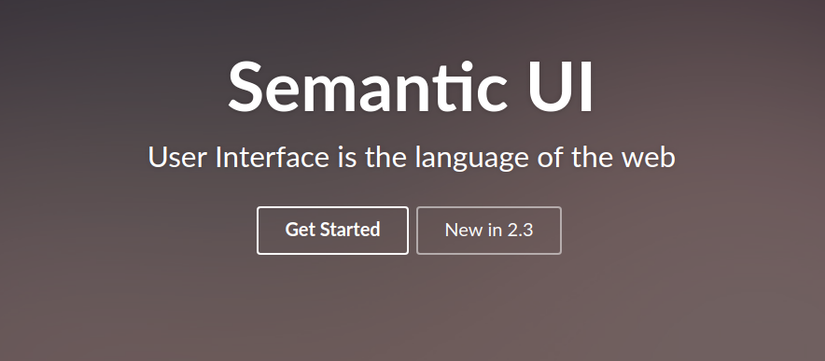 Semantic UI
User Interface is the language of the web
Get Started New in 2.3